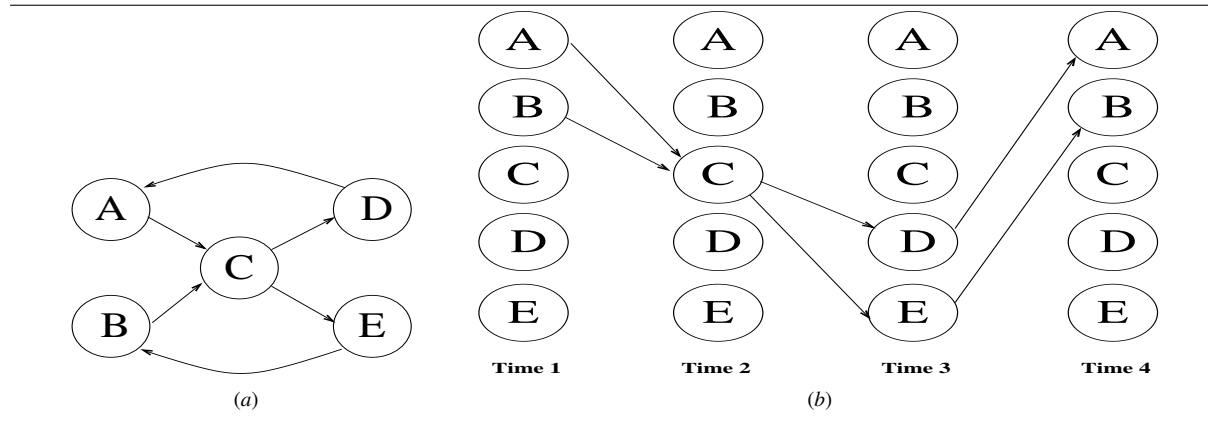 A
D
C
B
E
(a)
A A A A
B B B B
C C C C
D D D D
E E E E
Time 1 Time 2 Time 3 Time 4
(b)